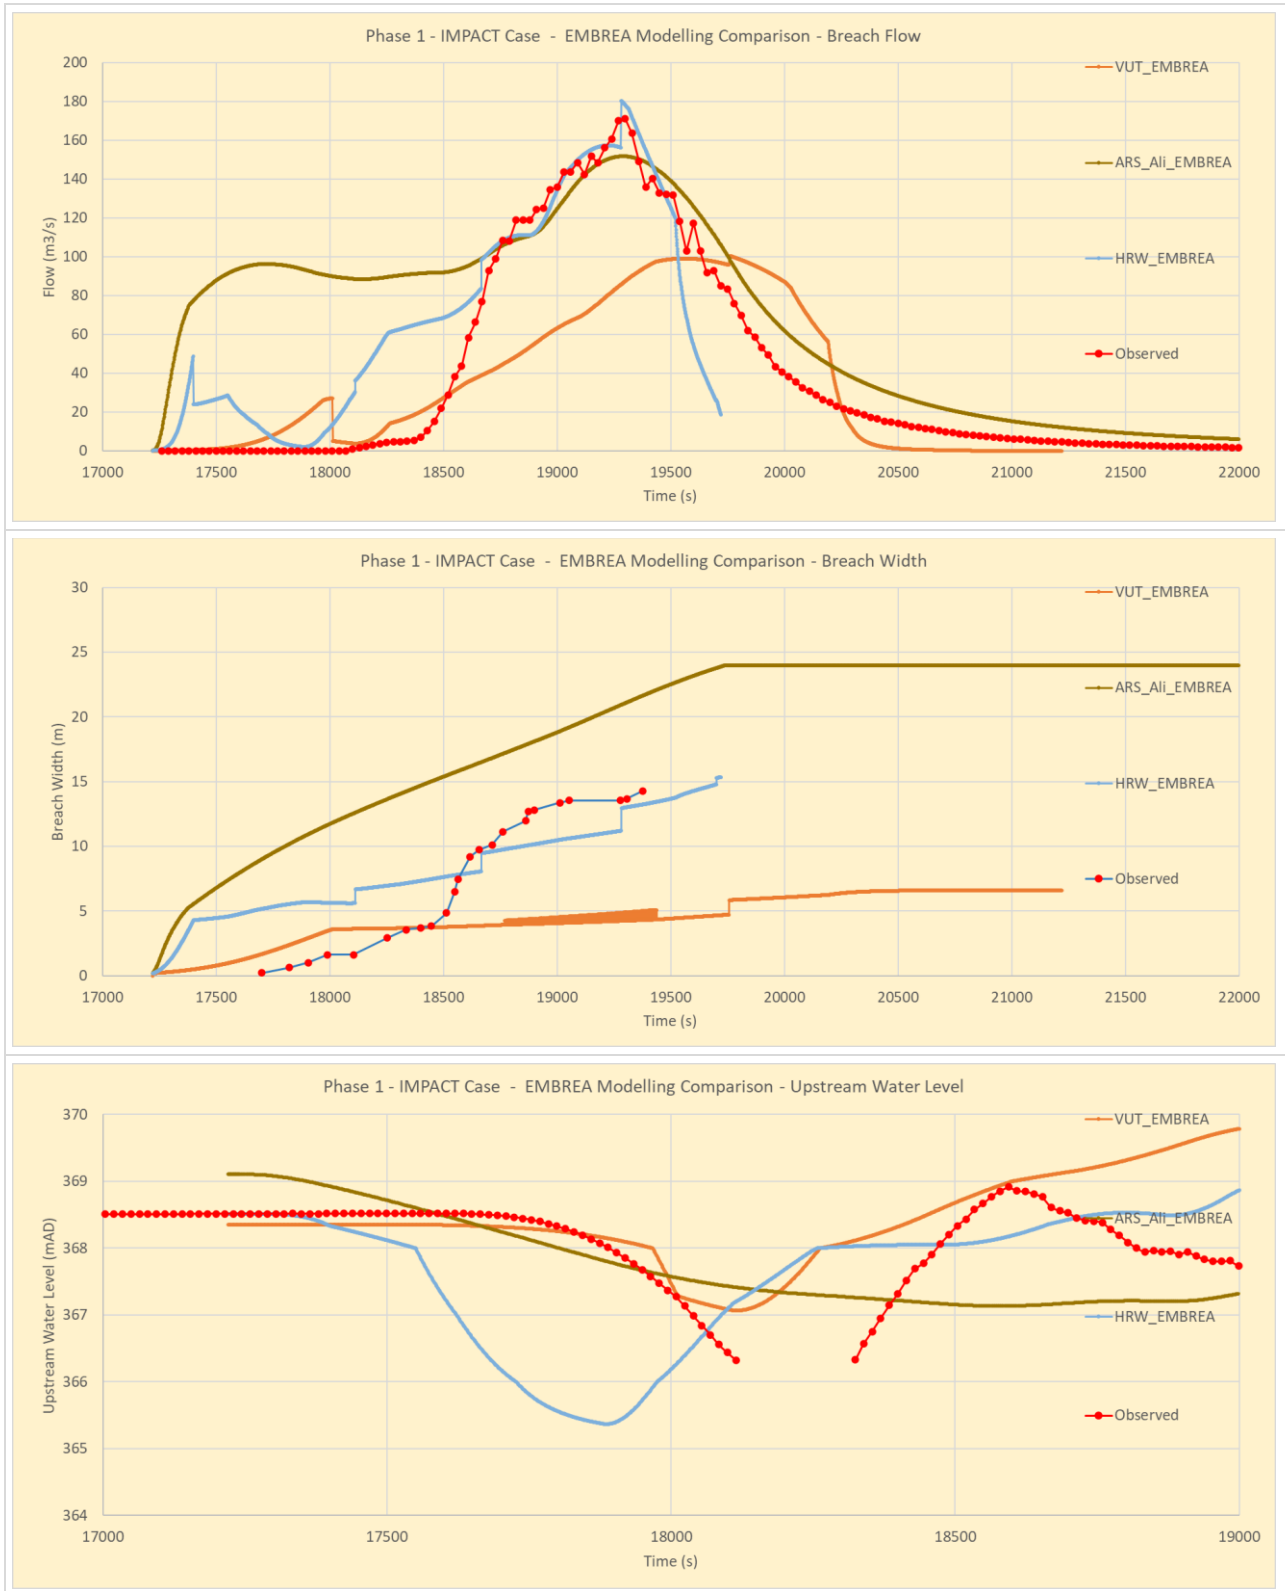 Phase 1 - IMPACT Case - EMBREA Modelling Comparison - Breach Flow
200
180
160
140
120
100
80
60
40
20
0
Flow (m3/s)
VUT_EMBREA
ARS_Ali_EMBREA
HRW_EMBREA
Observed
17000 17500 18000 18500 19000 19500 20000 20500 21000 21500 22000
Time (s)
Phase 1 - IMPACT Case - EMBREA Modelling Comparison - Breach Width
30
25
20
15
10
5
0
Breach Width (m)
VUT_EMBREA
ARS_Ali_EMBREA
HRW_EMBREA
Observed
17000 17500 18000 18500 19000 19500 20000 20500 21000 21500 22000
Time (s)
Phase 1 - IMPACT Case - EMBREA Modelling Comparison - Upstream Water Level
370
369
368
367
366
365
364
Upstream Water Level (mAD)
VUT_EMBREA
ARS_Ali_EMBREA
HRW_EMBREA
Observed
17000 17500 18000 18500 19000
Time (s)